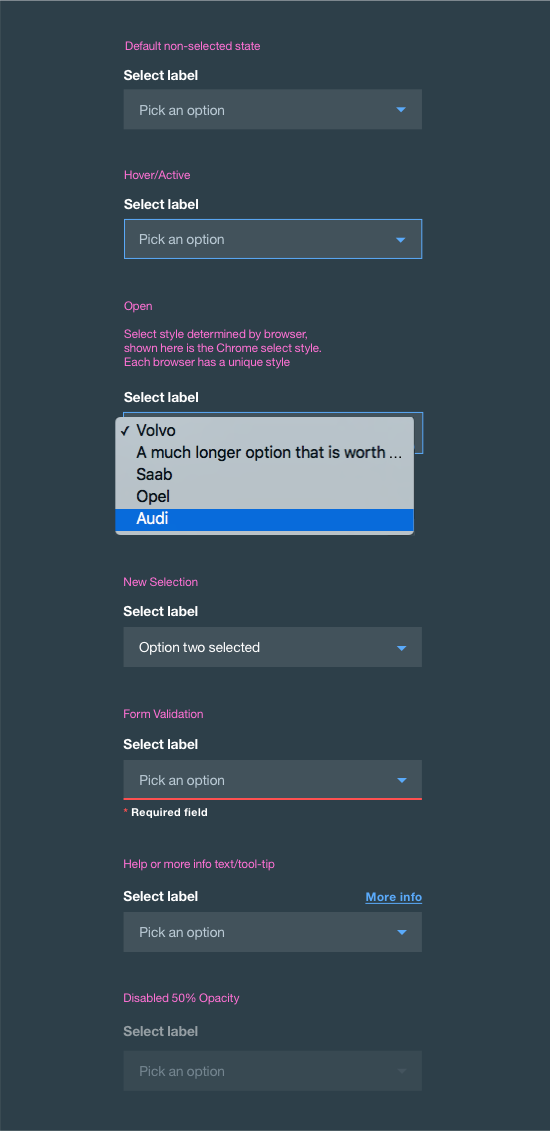 Default non-selected state
Select label
Pick an option
Hover/Active
Select label
Pick an option
Open
Select style determined by browser,
shown here is the Chrome select style.
Each browser has a unique style
Select label
✓ Volvo
A much longer option that is worth ...
Saab
Opel
Audi
New Selection
Select label
Option two selected
Form Validation
Select label
Pick an option
* Required field
Help or more info text/tool-tip
Select label More info
Pick an option
Disabled 50% Opacity
Select label
Pick an option